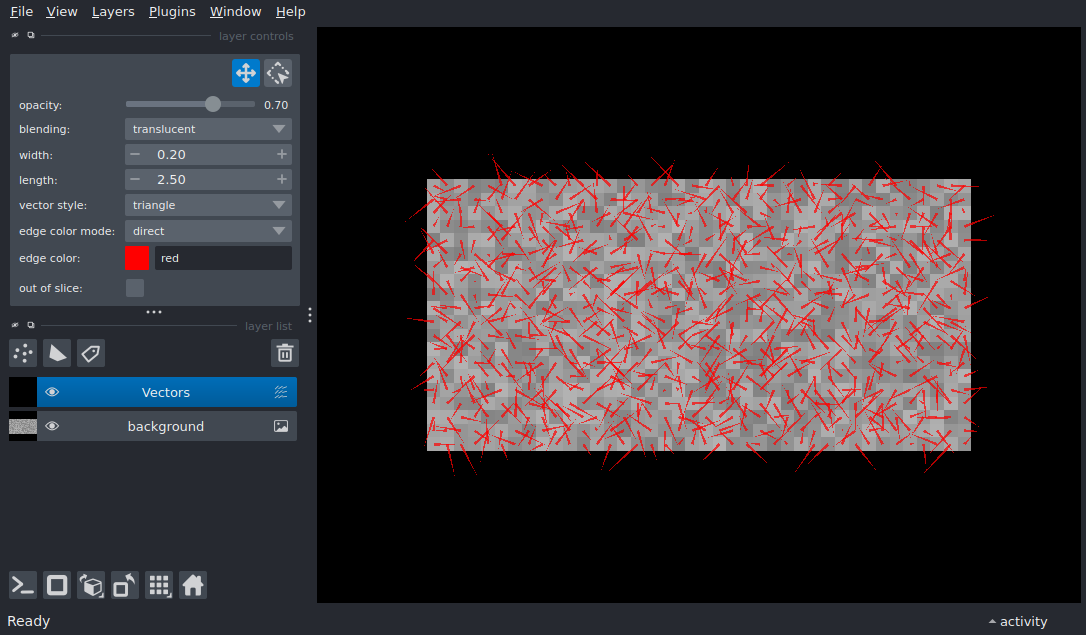 File View Layers Plugins Window Help
layer controls
opacity: 0.70
blending: translucent
width: 0.20
length: 2.50
vector style: triangle
edge color mode: direct
edge color: red
out of slice:
layer list
Vectors
background
Ready activity